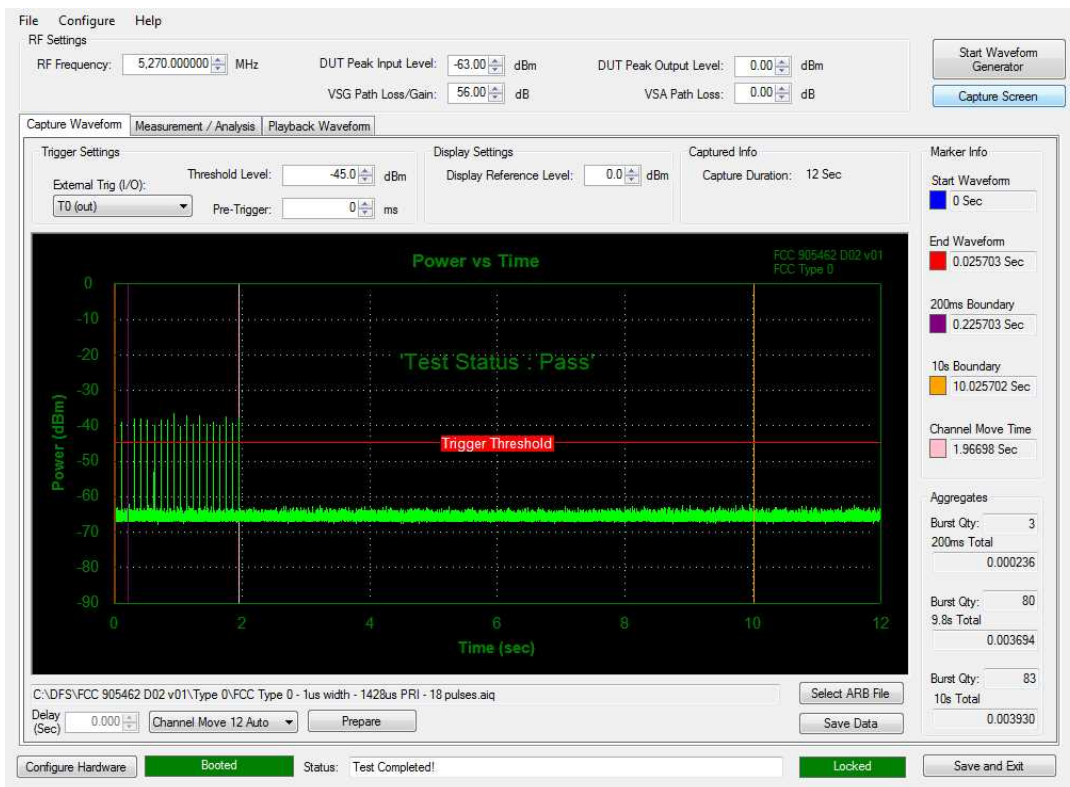 File Configure Help
RF Settings
RF Frequency: 5,270.000000 MHz DUT Peak Input Level: -63.00 dBm DUT Peak Output Level: 0.00 dBm
VSG Path Loss/Gain: 56.00 dB VSA Path Loss: 0.00 dB
Start Waveform
Generator
Capture Screen
Capture Waveform Measurement / Analysis Playback Waveform
Trigger Settings
External Trig (I/O):
T0 (out)
Threshold Level: -45.0 dBm
Pre-Trigger: 0 ms
Display Settings
Display Reference Level: 0.0 dBm
Captured Info
Capture Duration: 12 Sec
Marker Info
Start Waveform
0 Sec
End Waveform
0.025703 Sec
200ms Boundary
0.225703 Sec
10s Boundary
10.025702 Sec
Channel Move Time
1.96698 Sec
Aggregates
Burst Qty: 3
200ms Total
0.000236
Burst Qty: 80
9.8s Total
0.003694
Burst Qty: 83
10s Total
0.003930
Power vs Time
FCC 905462 D02 v01
FCC Type 0
'Test Status : Pass'
Trigger Threshold
Power (dBm)
0
-10
-20
-30
-40
-50
-60
-70
-80
-90
0 2 4 6 8 10 12
Time (sec)
C:\DFS\FCC 905462 D02 v01\Type 0\FCC Type 0 - 1us width - 1428us PRI - 18 pulses.aiq
Select ARB File
Delay
(Sec)
0.000
Channel Move 12 Auto
Prepare
Save Data
Configure Hardware
Booted
Status: Test Completed!
Locked
Save and Exit